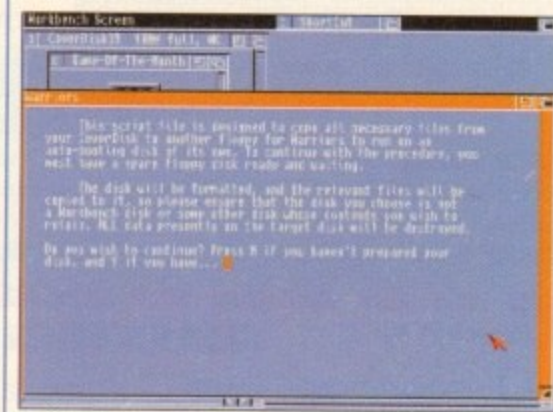 Workbench Screen
CoverDisk 100% full
Game-Of-The-Month
Warriors
This script file is designed to copy all necessary files from
your CoverDisk to another floppy for Warriors to run on an
auto-booting disk of its own. To continue with the procedure, you
must have a spare floppy disk ready and waiting.
The disk will be formatted, and the relevant files will be
copied to it, so please ensure that the disk you choose is not
a Workbench disk or some other disk whose contents you wish to
retain. ALL data presently on the target disk will be destroyed.
Do you wish to continue? Press N if you haven't prepared your
disk, and Y if you have...